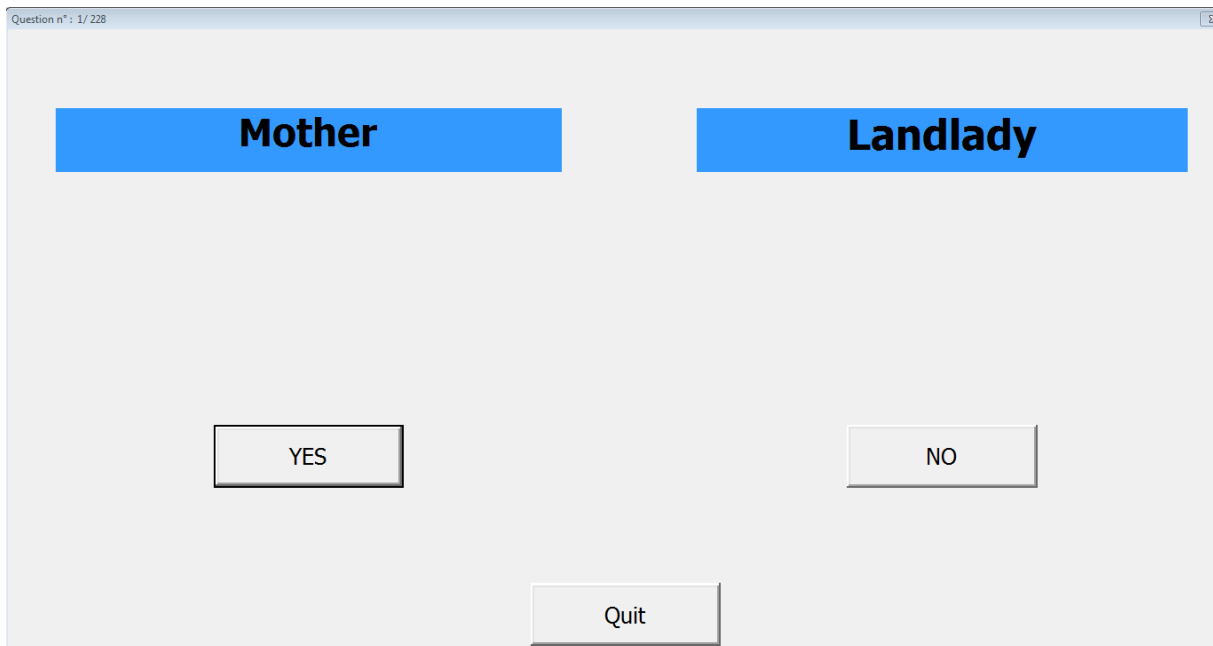 Question n° : 1/ 228
Mother
Landlady
YES
NO
Quit